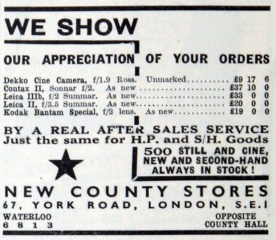 WE SHOW
OUR APPRECIATION OF YOUR ORDERS
Dekko Cine Camera, f/1.9 Ross. Unmarked £9 17 6
Contax II, Sonnar f/2. As new £37 10 0
Leica IIIb, f/2 Summar. As new £33 0 0
Leica II, f/3.5 Summar. As new £20 0 0
Kodak Bantam Special, f/2 lens. As new £19 0 0
BY A REAL AFTER SALES SERVICE
Just the same for H.P. and S/H. Goods
500 STILL AND CINE,
NEW AND SECOND-HAND
ALWAYS IN STOCK!
NEW COUNTY STORES
67, YORK ROAD, LONDON, S.E.1
WATERLOO OPPOSITE
6813 COUNTY HALL